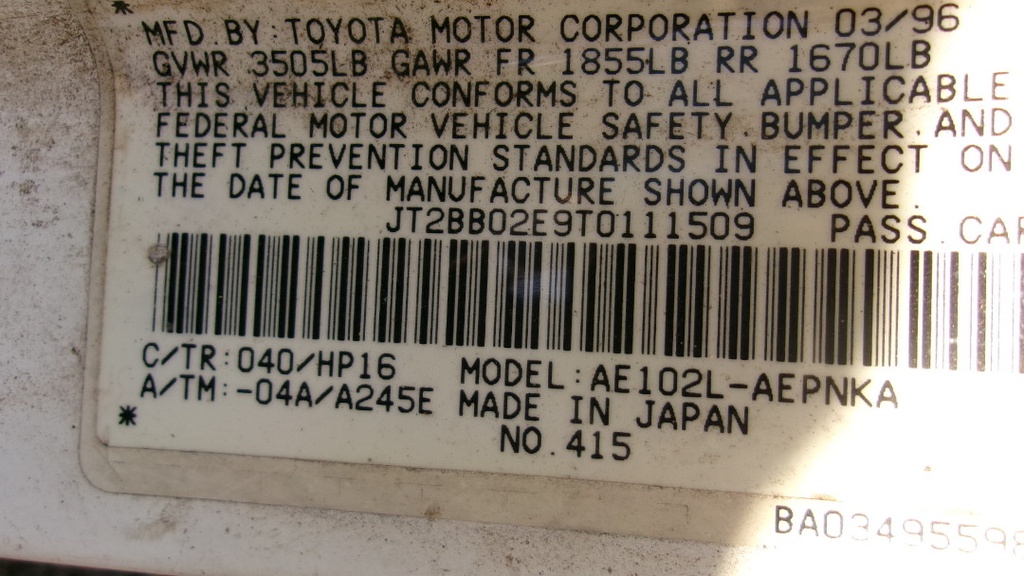 MFD.BY:TOYOTA MOTOR CORPORATION 03/96
GVWR 3505LB GAWR FR 1855LB RR 1670LB
THIS VEHICLE CONFORMS TO ALL APPLICABLE
FEDERAL MOTOR VEHICLE SAFETY.BUMPER.AND
THEFT PREVENTION STANDARDS IN EFFECT ON
THE DATE OF MANUFACTURE SHOWN ABOVE.
JT2BB02E9T0111509 PASS.CAR
C/TR:040/HP16 MODEL:AE102L-AEPNKA
A/TM:-04A/A245E MADE IN JAPAN
* NO.415
BA03495598